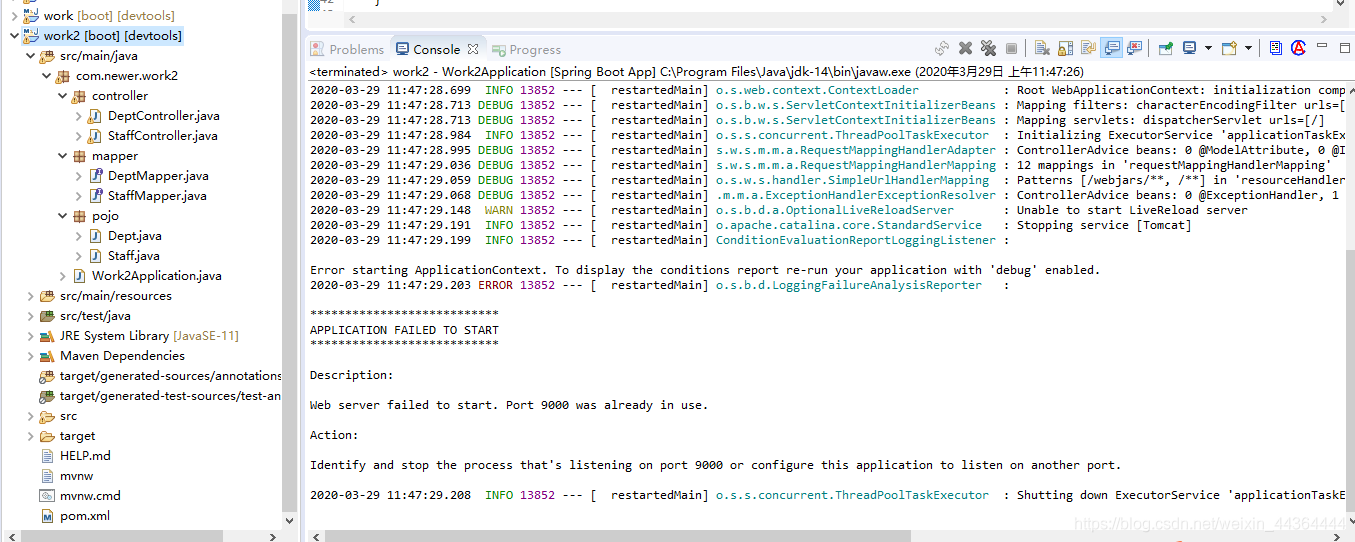 work [boot] [devtools]
work2 [boot] [devtools]
src/main/java
com.newer.work2
controller
DeptController.java
StaffController.java
mapper
DeptMapper.java
StaffMapper.java
pojo
Dept.java
Staff.java
Work2Application.java
src/main/resources
src/test/java
JRE System Library [JavaSE-11]
Maven Dependencies
target/generated-sources/annotations
target/generated-test-sources/test-an
src
target
HELP.md
mvnw
mvnw.cmd
pom.xml
42 }
Problems Console Progress
<terminated> work2 - Work2Application [Spring Boot App] C:\Program Files\Java\jdk-14\bin\javaw.exe (2020年3月29日 上午11:47:26)
2020-03-29 11:47:28.699 INFO 13852 --- [ restartedMain] o.s.web.context.ContextLoader : Root WebApplicationContext: initialization comp
2020-03-29 11:47:28.713 DEBUG 13852 --- [ restartedMain] o.s.b.w.s.ServletContextInitializerBeans : Mapping filters: characterEncodingFilter urls=[
2020-03-29 11:47:28.713 DEBUG 13852 --- [ restartedMain] o.s.b.w.s.ServletContextInitializerBeans : Mapping servlets: dispatcherServlet urls=[/]
2020-03-29 11:47:28.984 INFO 13852 --- [ restartedMain] o.s.s.concurrent.ThreadPoolTaskExecutor : Initializing ExecutorService 'applicationTaskEx
2020-03-29 11:47:28.995 DEBUG 13852 --- [ restartedMain] s.w.s.m.m.a.RequestMappingHandlerAdapter : ControllerAdvice beans: 0 @ModelAttribute, 0 @I
2020-03-29 11:47:29.036 DEBUG 13852 --- [ restartedMain] s.w.s.m.m.a.RequestMappingHandlerMapping : 12 mappings in 'requestMappingHandlerMapping'
2020-03-29 11:47:29.059 DEBUG 13852 --- [ restartedMain] o.s.w.s.handler.SimpleUrlHandlerMapping : Patterns [/webjars/**, /**] in 'resourceHandler
2020-03-29 11:47:29.068 DEBUG 13852 --- [ restartedMain] .m.m.a.ExceptionHandlerExceptionResolver : ControllerAdvice beans: 0 @ExceptionHandler, 1
2020-03-29 11:47:29.148 WARN 13852 --- [ restartedMain] o.s.b.d.a.OptionalLiveReloadServer : Unable to start LiveReload server
2020-03-29 11:47:29.191 INFO 13852 --- [ restartedMain] o.apache.catalina.core.StandardService : Stopping service [Tomcat]
2020-03-29 11:47:29.199 INFO 13852 --- [ restartedMain] ConditionEvaluationReportLoggingListener :
Error starting ApplicationContext. To display the conditions report re-run your application with 'debug' enabled.
2020-03-29 11:47:29.203 ERROR 13852 --- [ restartedMain] o.s.b.d.LoggingFailureAnalysisReporter :
***************************
APPLICATION FAILED TO START
***************************
Description:
Web server failed to start. Port 9000 was already in use.
Action:
Identify and stop the process that's listening on port 9000 or configure this application to listen on another port.
2020-03-29 11:47:29.208 INFO 13852 --- [ restartedMain] o.s.s.concurrent.ThreadPoolTaskExecutor : Shutting down ExecutorService 'applicationTaskE
https://blog.csdn.net/weixin_44364444